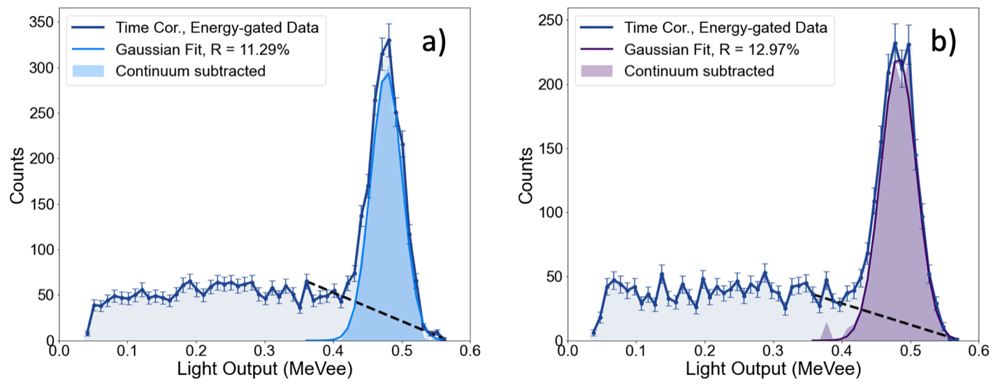 Time Cor., Energy-gated Data
Gaussian Fit, R = 11.29%
Continuum subtracted
a)
350
300
250
200
150
100
50
0
Counts
0.0 0.1 0.2 0.3 0.4 0.5 0.6
Light Output (MeVee)
Time Cor., Energy-gated Data
Gaussian Fit, R = 12.97%
Continuum subtracted
b)
250
200
150
100
50
0
Counts
0.0 0.1 0.2 0.3 0.4 0.5 0.6
Light Output (MeVee)